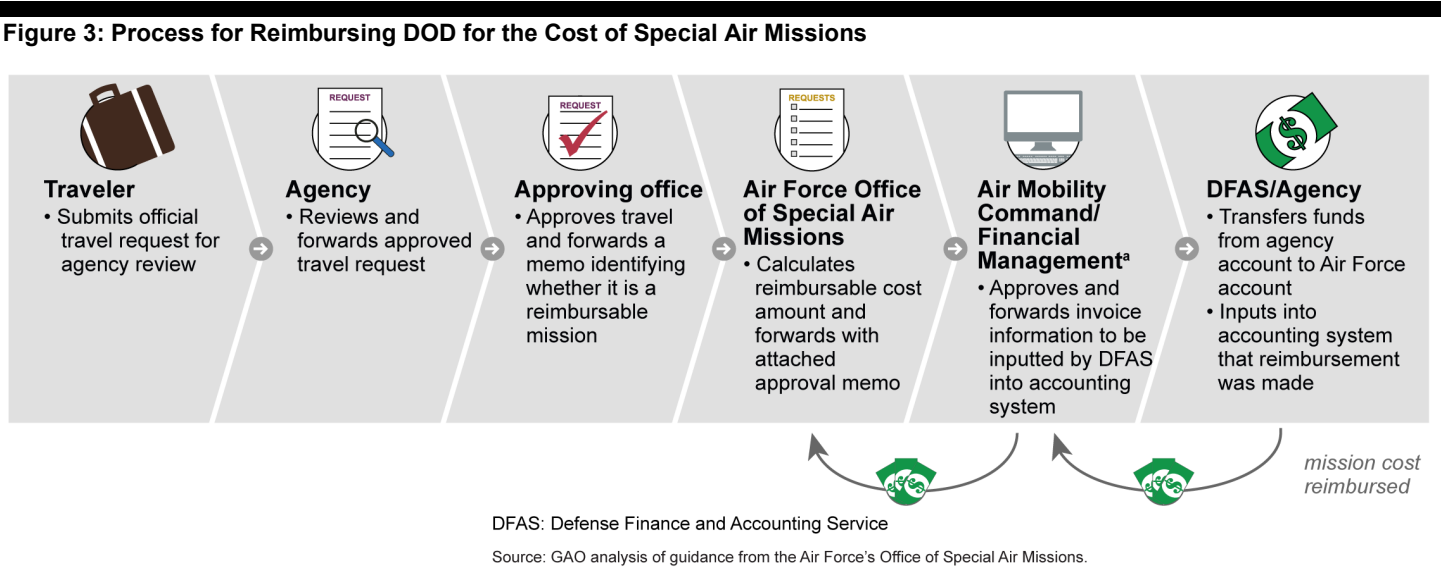 Figure 3: Process for Reimbursing DOD for the Cost of Special Air Missions
Traveler
• Submits official
travel request for
agency review
REQUEST
Agency
• Reviews and
forwards approved
travel request
REQUEST
Approving office
• Approves travel
and forwards a
memo identifying
whether it is a
reimbursable
mission
REQUESTS
Air Force Office
of Special Air
Missions
• Calculates
reimbursable cost
amount and
forwards with
attached
approval memo
Air Mobility
Command/
Financial
Managementᵃ
• Approves and
forwards invoice
information to be
inputted by DFAS
into accounting
system
$
DFAS/Agency
• Transfers funds
from agency
account to Air Force
account
• Inputs into
accounting system
that reimbursement
was made
$$$
$$$
mission cost
reimbursed
DFAS: Defense Finance and Accounting Service
Source: GAO analysis of guidance from the Air Force’s Office of Special Air Missions.